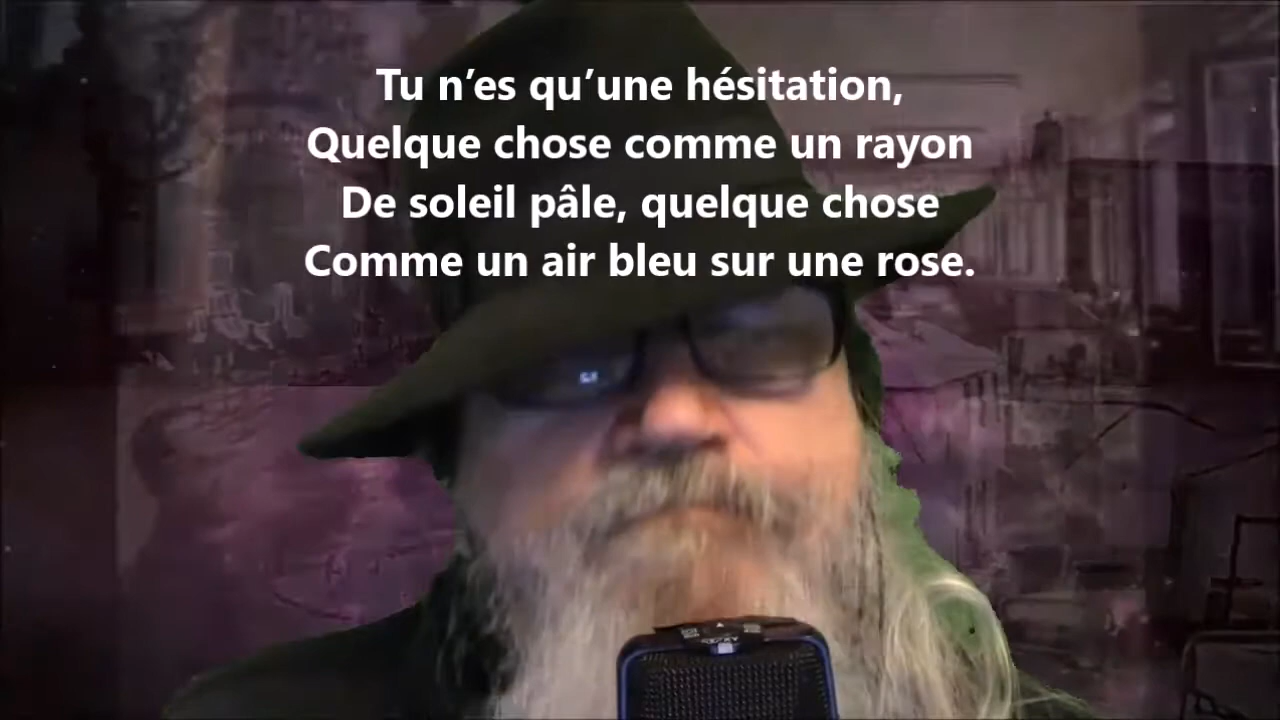 Tu n’es qu’une hésitation,
Quelque chose comme un rayon
De soleil pâle, quelque chose
Comme un air bleu sur une rose.